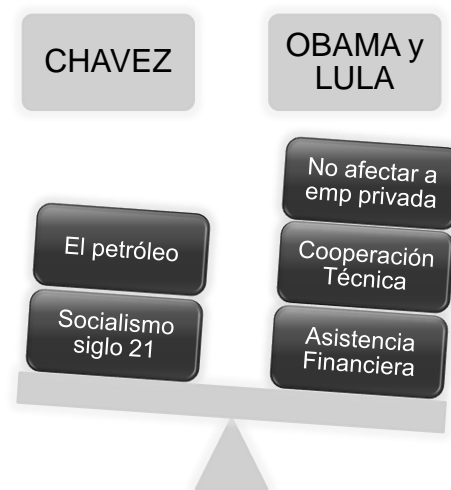 CHAVEZ
OBAMA y
LULA
El petróleo
Socialismo
siglo 21
No afectar a
emp privada
Cooperación
Técnica
Asistencia
Financiera